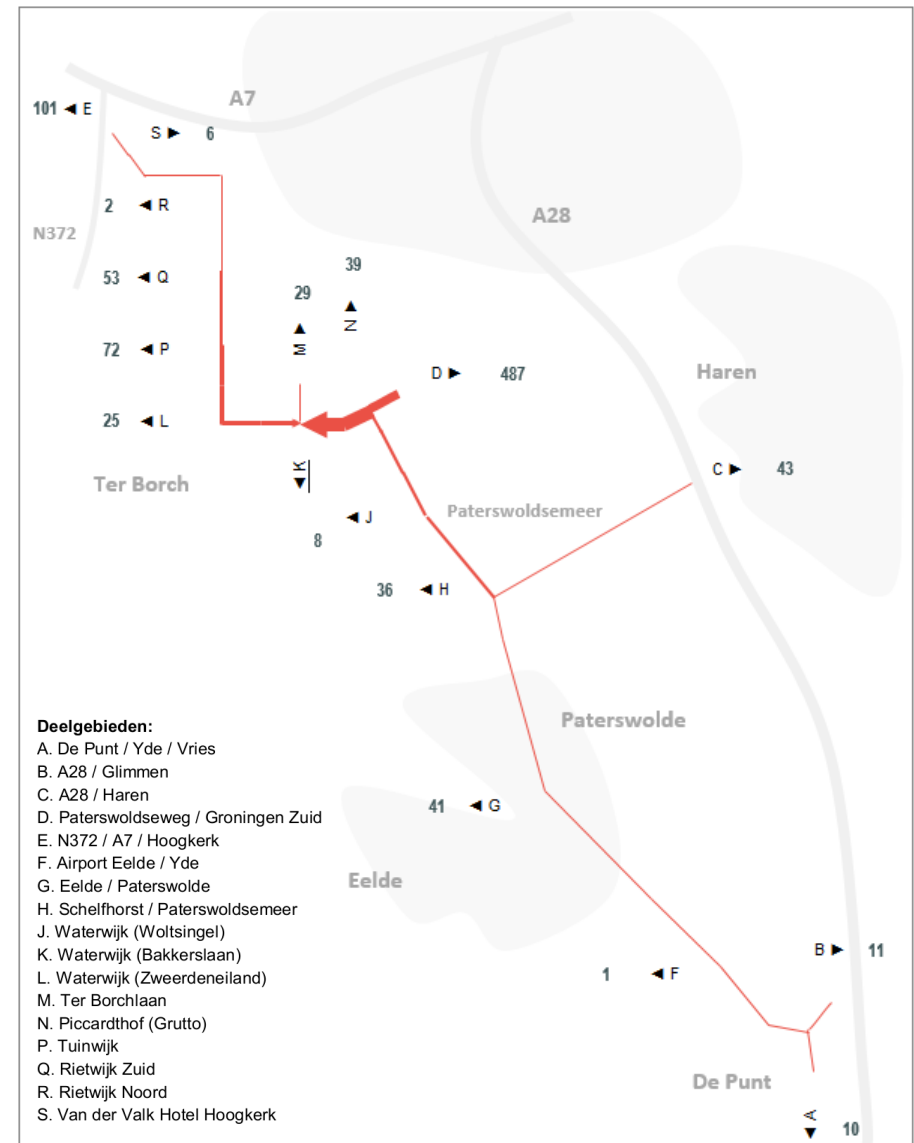 A7
101 ◄ E
S ► 6
2 ◄ R
A28
N372
39
53 ◄ Q
29
N ►
M ►
72 ◄ P
Haren
D ► 487
25 ◄ L
C ► 43
Ter Borch
◄ K
Paterswoldsemeer
◄ J
8
36 ◄ H
Paterswolde
Deelgebieden:
A. De Punt / Yde / Vries
B. A28 / Glimmen
C. A28 / Haren
D. Paterswoldseweg / Groningen Zuid
E. N372 / A7 / Hoogkerk
F. Airport Eelde / Yde
G. Eelde / Paterswolde
H. Schelfhorst / Paterswoldsemeer
J. Waterwijk (Woltsingel)
K. Waterwijk (Bakkerslaan)
L. Waterwijk (Zweerdeneiland)
M. Ter Borchlaan
N. Piccardthof (Grutto)
P. Tuinwijk
Q. Rietwijk Zuid
R. Rietwijk Noord
S. Van der Valk Hotel Hoogkerk
41 ◄ G
Eelde
B ► 11
1 ◄ F
De Punt
◄ A
10